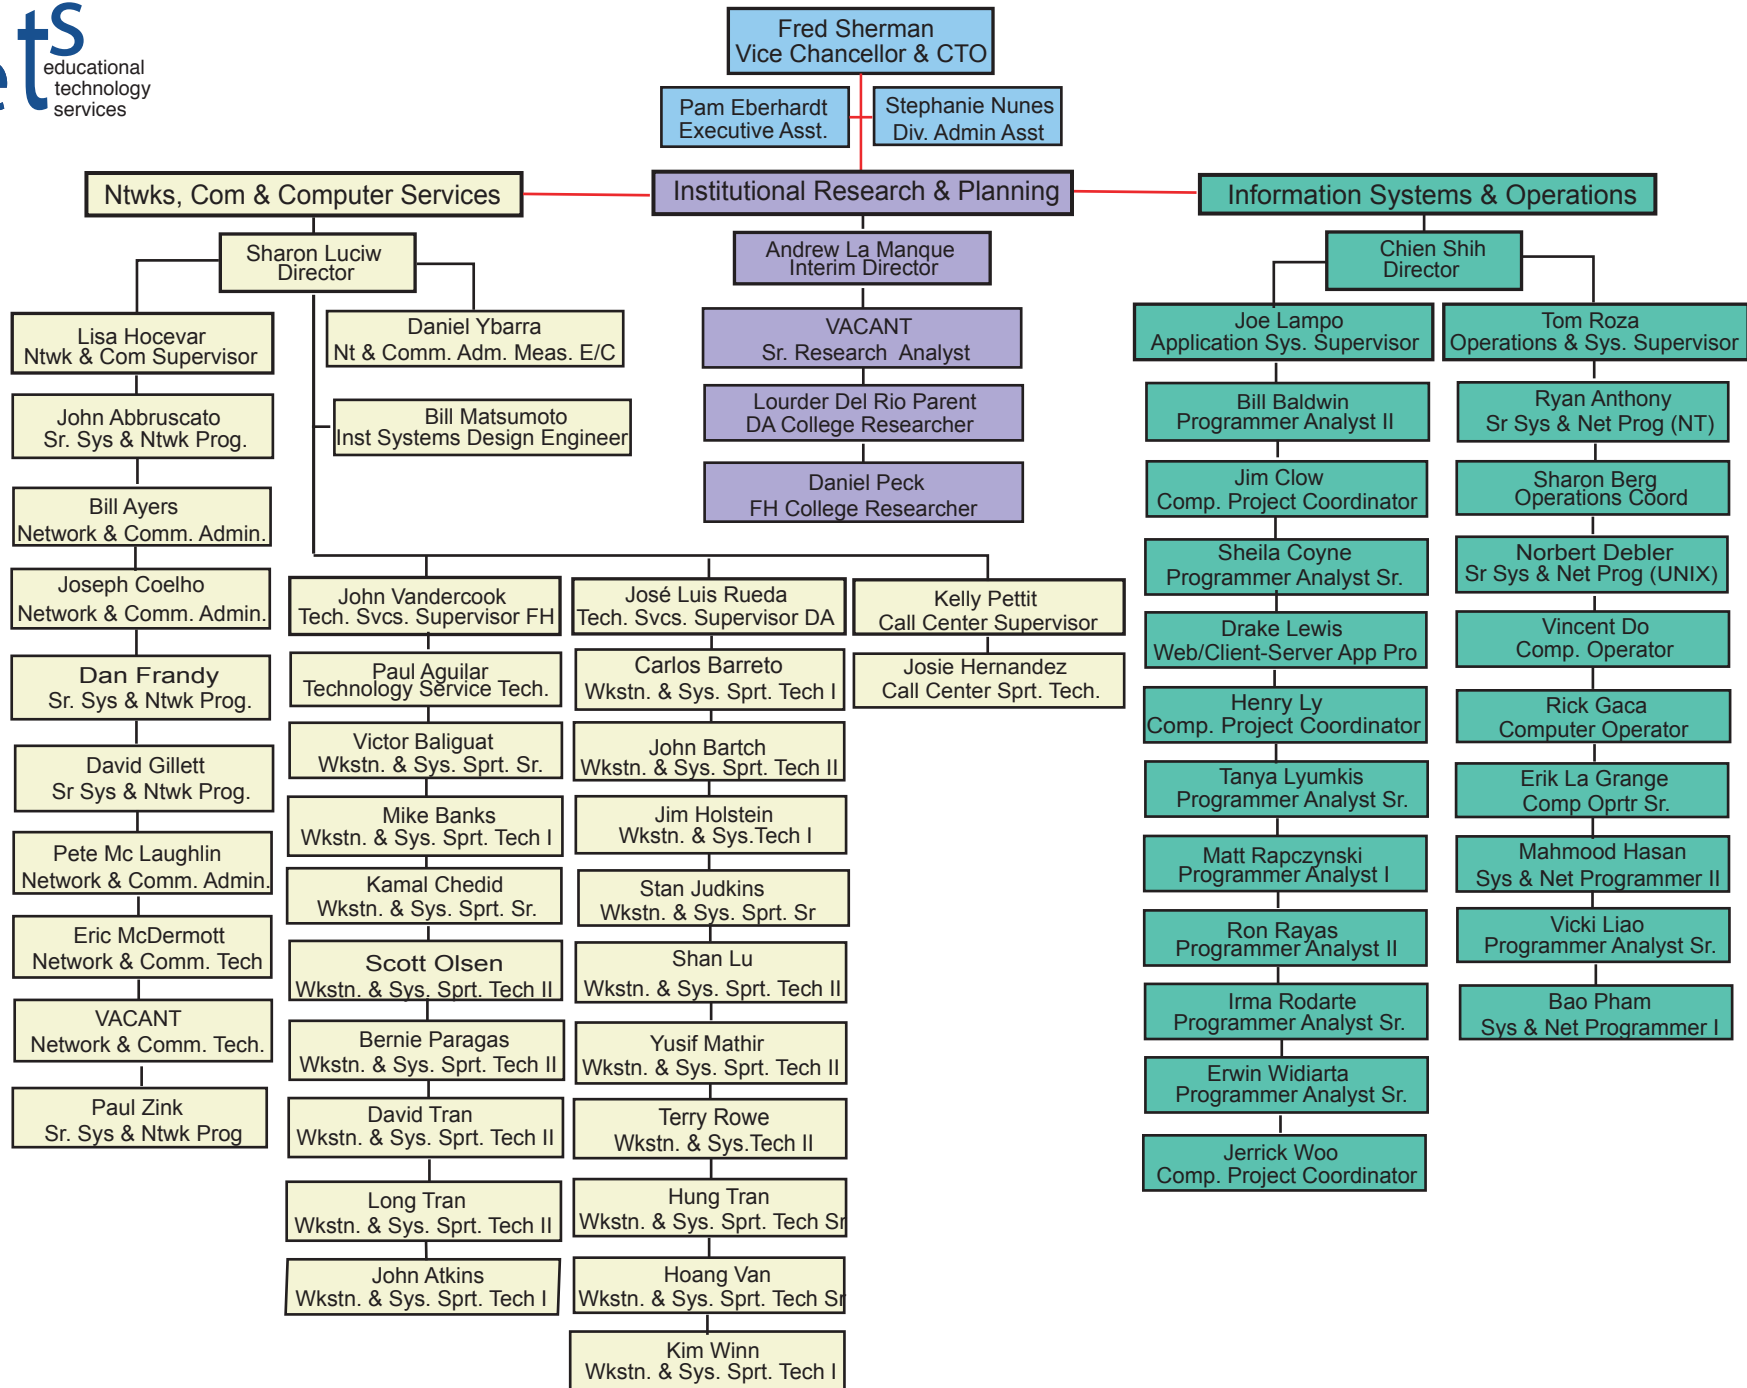 ets
educational
technology
services
Fred Sherman
Vice Chancellor & CTO
Pam Eberhardt
Executive Asst.
Stephanie Nunes
Div. Admin Asst
Ntwks, Com & Computer Services
Institutional Research & Planning
Information Systems & Operations
Sharon Luciw
Director
Lisa Hocevar
Ntwk & Com Supervisor
John Abbruscato
Sr. Sys & Ntwk Prog.
Bill Ayers
Network & Comm. Admin.
Joseph Coelho
Network & Comm. Admin.
Dan Frandy
Sr. Sys & Ntwk Prog.
David Gillett
Sr Sys & Ntwk Prog.
Pete Mc Laughlin
Network & Comm. Admin.
Eric McDermott
Network & Comm. Tech
VACANT
Network & Comm. Tech.
Paul Zink
Sr. Sys & Ntwk Prog
Daniel Ybarra
Nt & Comm. Adm. Meas. E/C
Bill Matsumoto
Inst Systems Design Engineer
John Vandercook
Tech. Svcs. Supervisor FH
Paul Aguilar
Technology Service Tech.
Victor Baliguat
Wkstn. & Sys. Sprt. Sr.
Mike Banks
Wkstn. & Sys. Sprt. Tech I
Kamal Chedid
Wkstn. & Sys. Sprt. Sr.
Scott Olsen
Wkstn. & Sys. Sprt. Tech II
Bernie Paragas
Wkstn. & Sys. Sprt. Tech II
David Tran
Wkstn. & Sys. Sprt. Tech II
Long Tran
Wkstn. & Sys. Sprt. Tech II
John Atkins
Wkstn. & Sys. Sprt. Tech I
José Luis Rueda
Tech. Svcs. Supervisor DA
Carlos Barreto
Wkstn. & Sys. Sprt. Tech I
John Bartch
Wkstn. & Sys. Sprt. Tech II
Jim Holstein
Wkstn. & Sys.Tech I
Stan Judkins
Wkstn. & Sys. Sprt. Sr
Shan Lu
Wkstn. & Sys. Sprt. Tech II
Yusif Mathir
Wkstn. & Sys. Sprt. Tech II
Terry Rowe
Wkstn. & Sys.Tech II
Hung Tran
Wkstn. & Sys. Sprt. Tech Sr
Hoang Van
Wkstn. & Sys. Sprt. Tech Sr
Kim Winn
Wkstn. & Sys. Sprt. Tech I
Kelly Pettit
Call Center Supervisor
Josie Hernandez
Call Center Sprt. Tech.
Andrew La Manque
Interim Director
VACANT
Sr. Research Analyst
Lourder Del Rio Parent
DA College Researcher
Daniel Peck
FH College Researcher
Chien Shih
Director
Joe Lampo
Application Sys. Supervisor
Bill Baldwin
Programmer Analyst II
Jim Clow
Comp. Project Coordinator
Sheila Coyne
Programmer Analyst Sr.
Drake Lewis
Web/Client-Server App Pro
Henry Ly
Comp. Project Coordinator
Tanya Lyumkis
Programmer Analyst Sr.
Matt Rapczynski
Programmer Analyst I
Ron Rayas
Programmer Analyst II
Irma Rodarte
Programmer Analyst Sr.
Erwin Widiarta
Programmer Analyst Sr.
Jerrick Woo
Comp. Project Coordinator
Tom Roza
Operations & Sys. Supervisor
Ryan Anthony
Sr Sys & Net Prog (NT)
Sharon Berg
Operations Coord
Norbert Debler
Sr Sys & Net Prog (UNIX)
Vincent Do
Comp. Operator
Rick Gaca
Computer Operator
Erik La Grange
Comp Oprtr Sr.
Mahmood Hasan
Sys & Net Programmer II
Vicki Liao
Programmer Analyst Sr.
Bao Pham
Sys & Net Programmer I